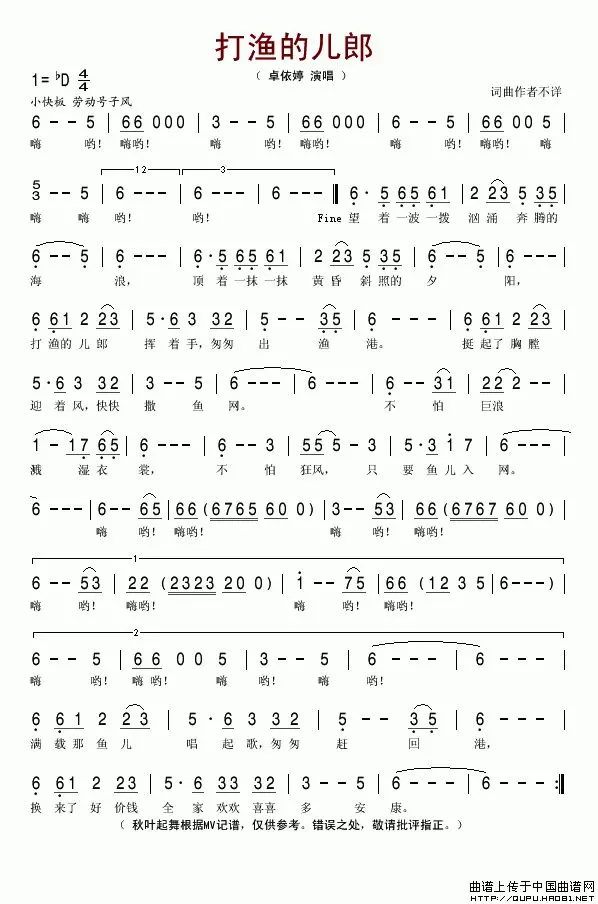 打渔的儿郎
（ 卓依婷 演唱 ）
1=♭D 4/4
小快板 劳动号子风
词曲作者不详
6 - - 5 | 66 000 | 3 - - 5 | 66 000 | 6 - - 5 | 66 00 5 |
嗨 哟！ 嗨哟！ 嗨 哟！ 嗨哟！ 嗨 哟！ 嗨哟！ 嗨
12 3
5/3 - - 5 | 6 - - - | 6 - - - | 6 - - - ‖ 6· 5 65 61 | 2 23 5 35 |
嗨 嗨 哟！ 哟！ Fine 望 着 一波 一拨 汹 涌 奔 腾的
6 - - 5 | 6 - - - | 6 · 5 65 61 | 2 23 5 35 | 6 - - 5 | 6 - - - |
海 浪， 顶 着 一抹 一抹 黄 昏 斜 照的 夕 阳，
6 61 2 23 | 5·6 3 32 | 5 - - 35 | 6 - - - | 6 61 2 23 |
打 渔的 儿 郎 挥 着 手，匆匆 出 渔 港。 挺 起了 胸 膛
5·6 3 32 | 3 - - 5 | 6 - - - | 6 - - - | 6 - - 31 | 22 2 - |
迎 着 风，快快 撒 鱼 网。 不 怕 巨浪
1 - 17 65 | 6 - - - | 6 - - 3 | 55 5 - | 5·3 1 7 | 6 - - - |
溅 湿 衣 裳， 不 怕 狂风， 只 要 鱼 儿 入 网。
6 - - - | 6 - - 65 | 66 (6765 60 0) | 3 - - 53 | 66 (6767 60 0) |
嗨 哟！ 嗨哟！ 嗨 哟！ 嗨哟！
1
6 - - 53 | 22 (2323 20 0) | 1 - - 75 | 66 (12 3 5 | 6 - - -) |
嗨 哟！ 嗨哟！ 嗨 哟！ 嗨哟！
2
6 - - 5 | 66 00 5 | 3 - - 5 | 6 - - - | 6 - - - |
嗨 哟！ 嗨哟！ 嗨 嗨 哟！
6 61 2 23 | 5 · 6 3 32 | 5 - - 35 | 6 - - - |
满 载那 鱼 儿 唱 起 歌，匆匆 赶 回 港，
6 61 2 23 | 5·6 33 32 | 3 - - 5 | 6 - - - | 6 - - - :‖
换 来了 好 价钱 全 家 欢欢 喜喜 多 安 康。
（ 秋叶起舞根据MV记谱，仅供参考。错误之处，敬请批评指正。）
曲谱上传于中国曲谱网
HTTP://QUPU.HAO81.NET